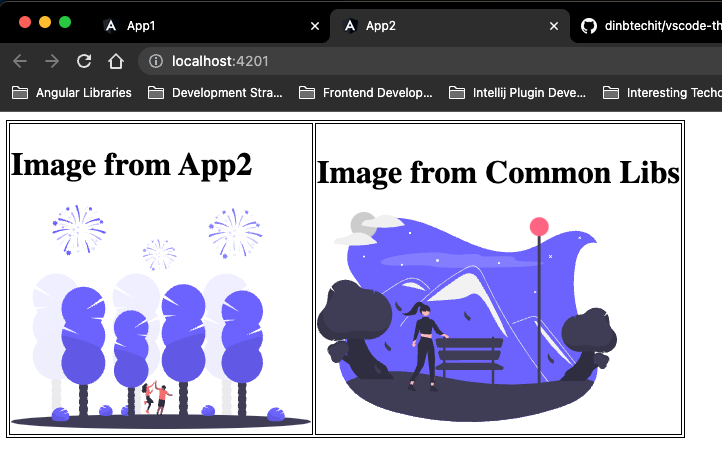 App1
App2
dinbtechit/vscode-th
localhost:4201
Angular Libraries
Development Stra...
Frontend Develop...
Intellij Plugin Deve...
Interesting Techo
Image from App2
Image from Common Libs